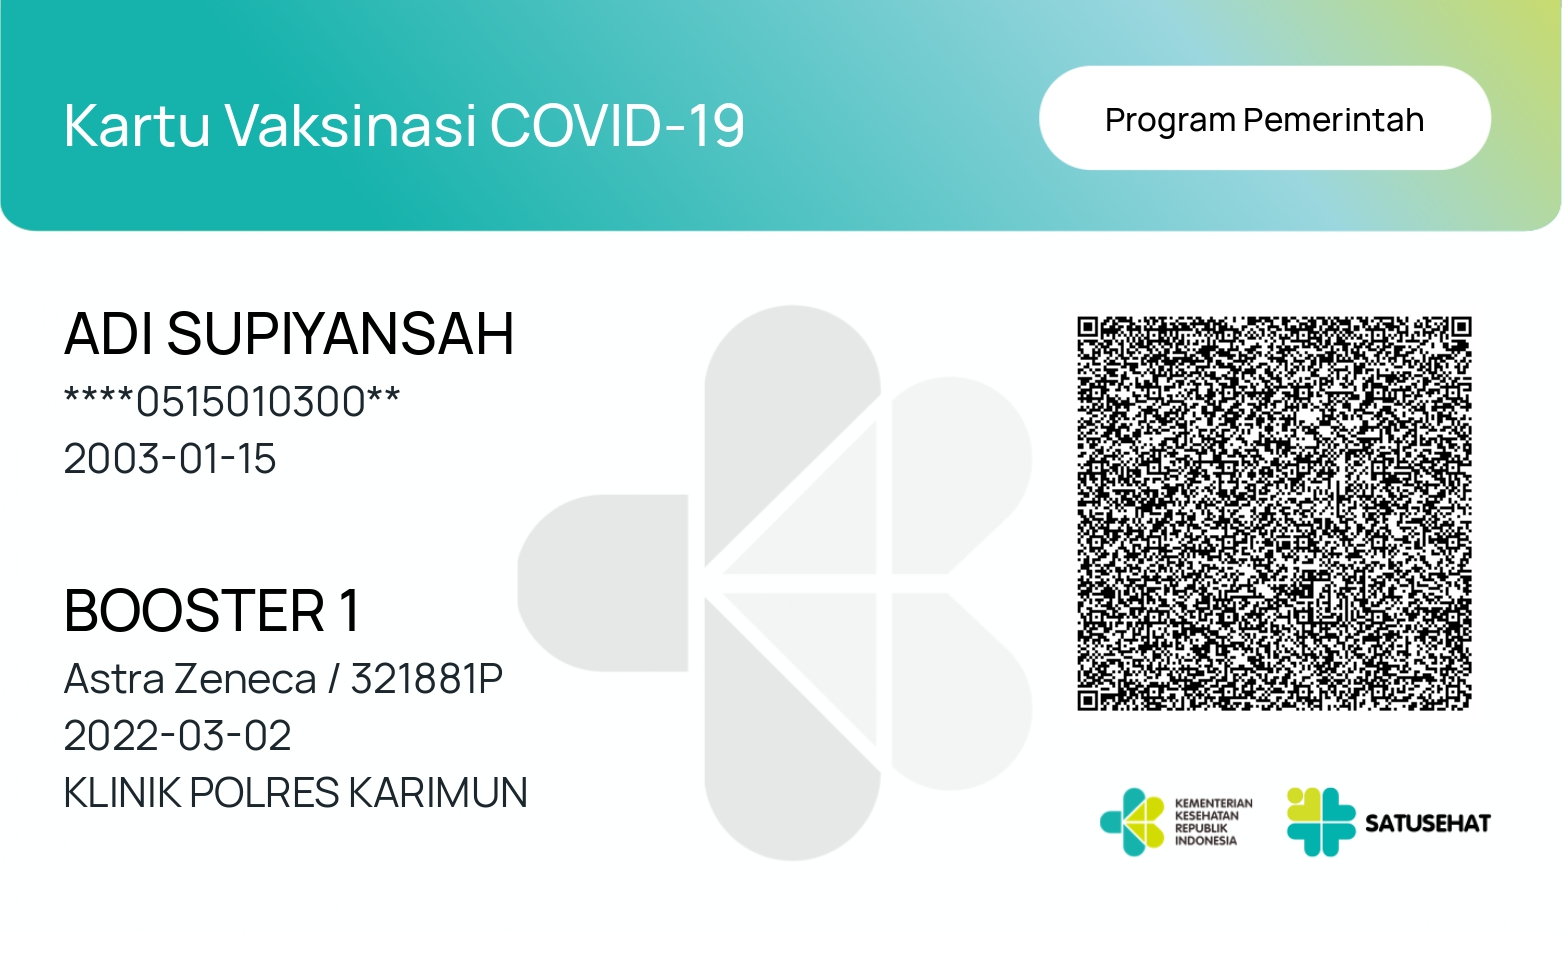 Kartu Vaksinasi COVID-19
Program Pemerintah
ADI SUPIYANSAH
****0515010300**
2003-01-15
BOOSTER 1
Astra Zeneca / 321881P
2022-03-02
KLINIK POLRES KARIMUN
KEMENTERIAN
KESEHATAN
REPUBLIK
INDONESIA
SATUSEHAT